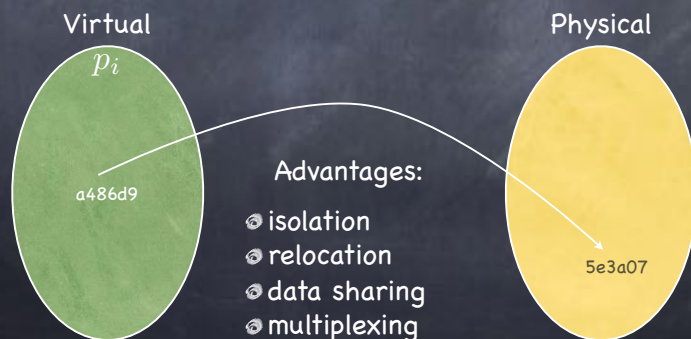 Virtual
Physical
pᵢ
a486d9
Advantages:
isolation
relocation
data sharing
multiplexing
5e3a07